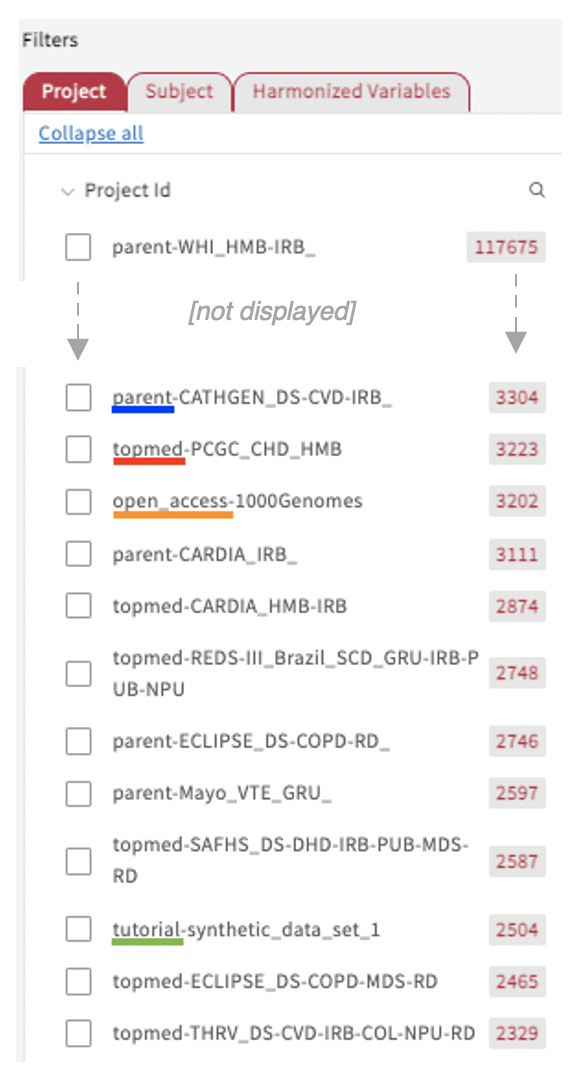 Filters
Project Subject Harmonized Variables
Collapse all
Project Id
parent-WHI_HMB-IRB_ 117675
[not displayed]
parent-CATHGEN_DS-CVD-IRB_ 3304
topmed-PCGC_CHD_HMB 3223
open_access-1000Genomes 3202
parent-CARDIA_IRB_ 3111
topmed-CARDIA_HMB-IRB 2874
topmed-REDS-III_Brazil_SCD_GRU-IRB-P
UB-NPU 2748
parent-ECLIPSE_DS-COPD-RD_ 2746
parent-Mayo_VTE_GRU_ 2597
topmed-SAFHS_DS-DHD-IRB-PUB-MDS-
RD 2587
tutorial-synthetic_data_set_1 2504
topmed-ECLIPSE_DS-COPD-MDS-RD 2465
topmed-THRV_DS-CVD-IRB-COL-NPU-RD 2329